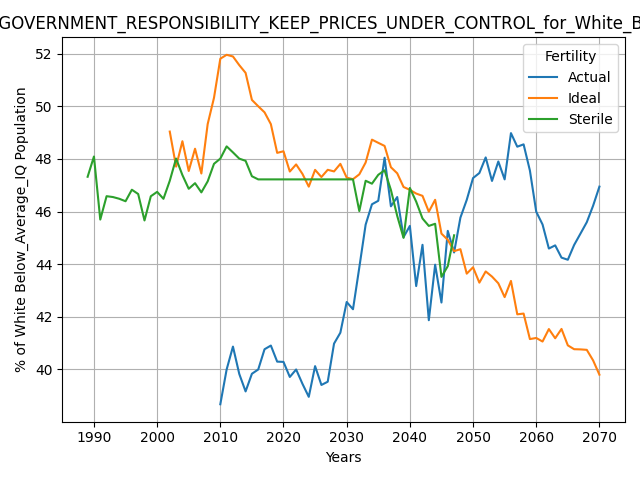 GOVERNMENT_RESPONSIBILITY_KEEP_PRICES_UNDER_CONTROL_for_White_B
Fertility
Actual
Ideal
Sterile
% of White Below_Average_IQ Population
52
50
48
46
44
42
40
1990 2000 2010 2020 2030 2040 2050 2060 2070
Years